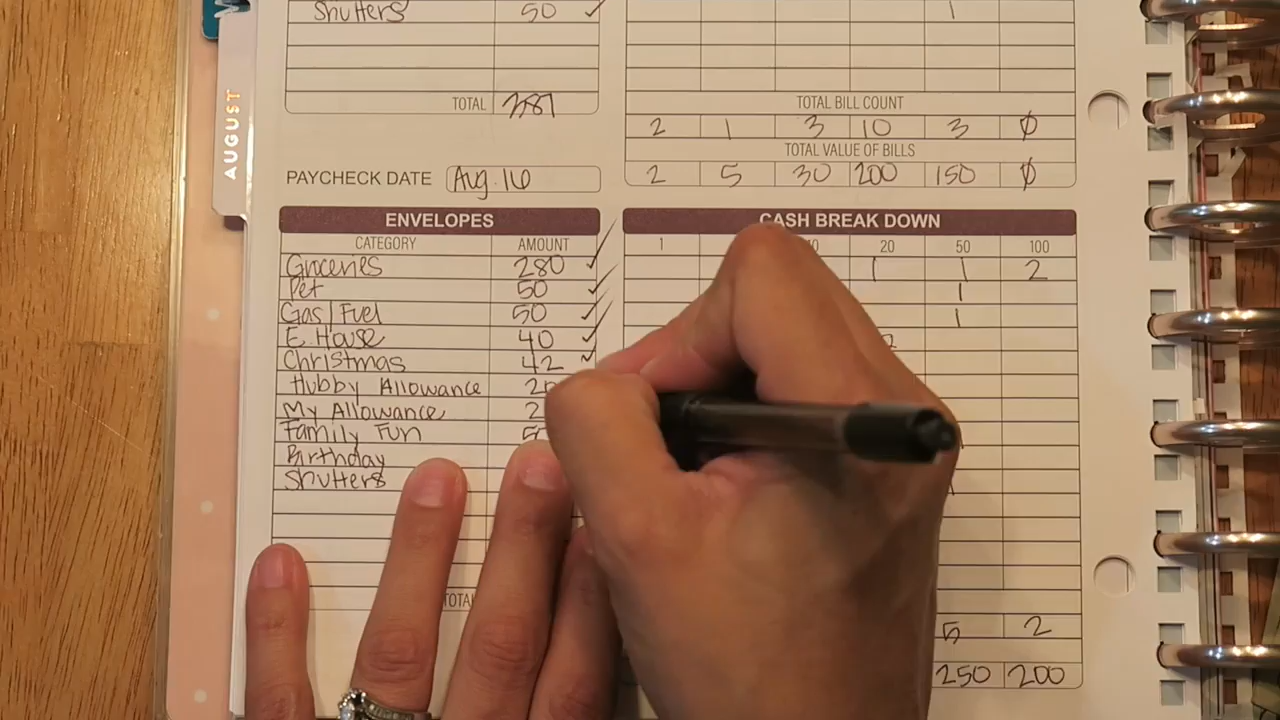 Shutters 50 ✓ 1
TOTAL 387
TOTAL BILL COUNT
2 1 3 10 3 0
TOTAL VALUE OF BILLS
2 5 30 200 150 0
AUGUST
PAYCHECK DATE Aug. 16
ENVELOPES
CATEGORY AMOUNT
Groceries 280 ✓
Pet 50 ✓
Gas/Fuel 50 ✓
E. House 40 ✓
Christmas 42 ✓
Hubby Allowance
My Allowance
Family Fun
Birthday
Shutters
CASH BREAK DOWN
1 20 50 100
1 1 2
1
1
2
5 2
250 200